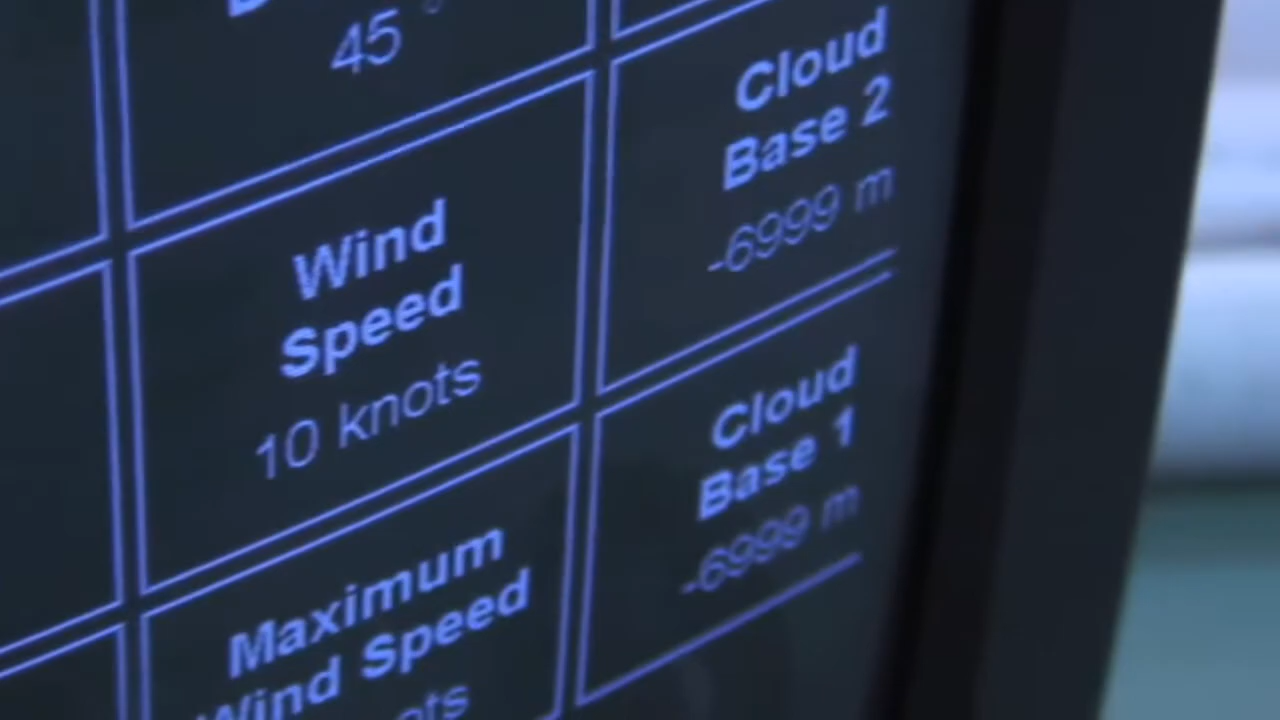 45 °
Wind
Speed
10 knots
Maximum
Wind Speed
Cloud
Base 2
-6999 m
Cloud
Base 1
-6999 m